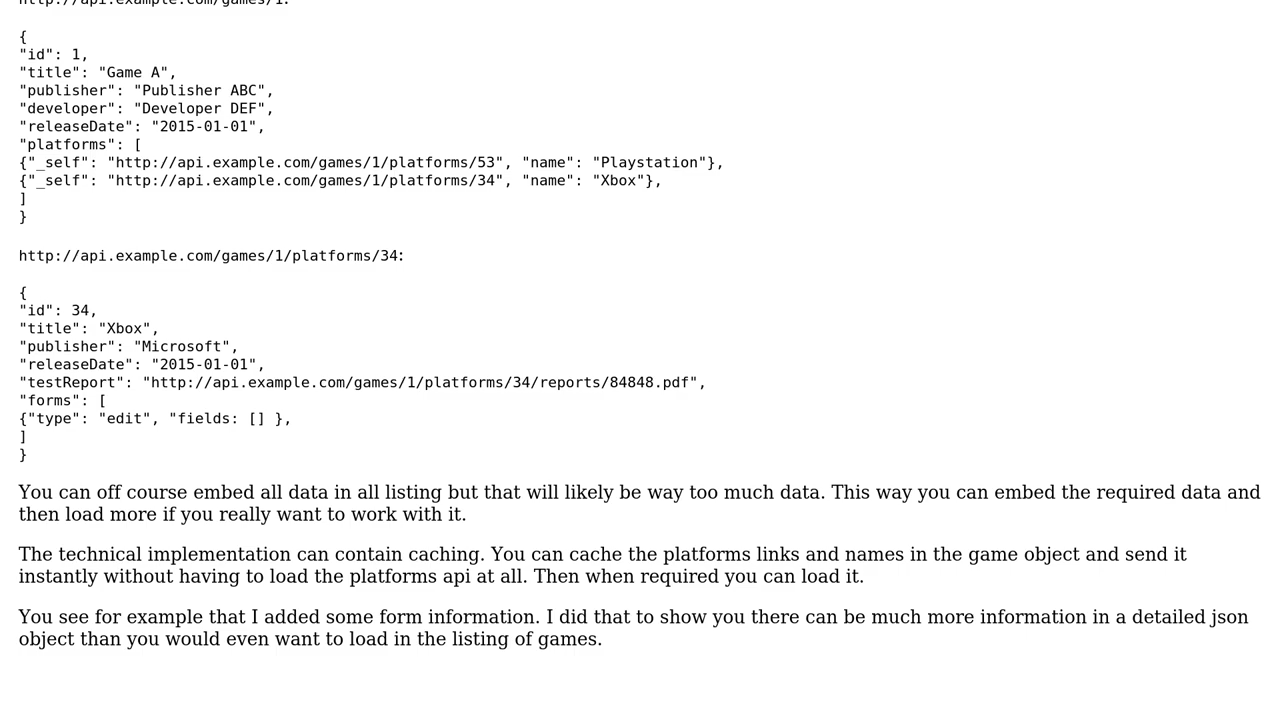 http://api.example.com/games/1:
{
"id": 1,
"title": "Game A",
"publisher": "Publisher ABC",
"developer": "Developer DEF",
"releaseDate": "2015-01-01",
"platforms": [
{"_self": "http://api.example.com/games/1/platforms/53", "name": "Playstation"},
{"_self": "http://api.example.com/games/1/platforms/34", "name": "Xbox"},
]
}
http://api.example.com/games/1/platforms/34:
{
"id": 34,
"title": "Xbox",
"publisher": "Microsoft",
"releaseDate": "2015-01-01",
"testReport": "http://api.example.com/games/1/platforms/34/reports/84848.pdf",
"forms": [
{"type": "edit", "fields: [] },
]
}
You can off course embed all data in all listing but that will likely be way too much data. This way you can embed the required data and
then load more if you really want to work with it.
The technical implementation can contain caching. You can cache the platforms links and names in the game object and send it
instantly without having to load the platforms api at all. Then when required you can load it.
You see for example that I added some form information. I did that to show you there can be much more information in a detailed json
object than you would even want to load in the listing of games.